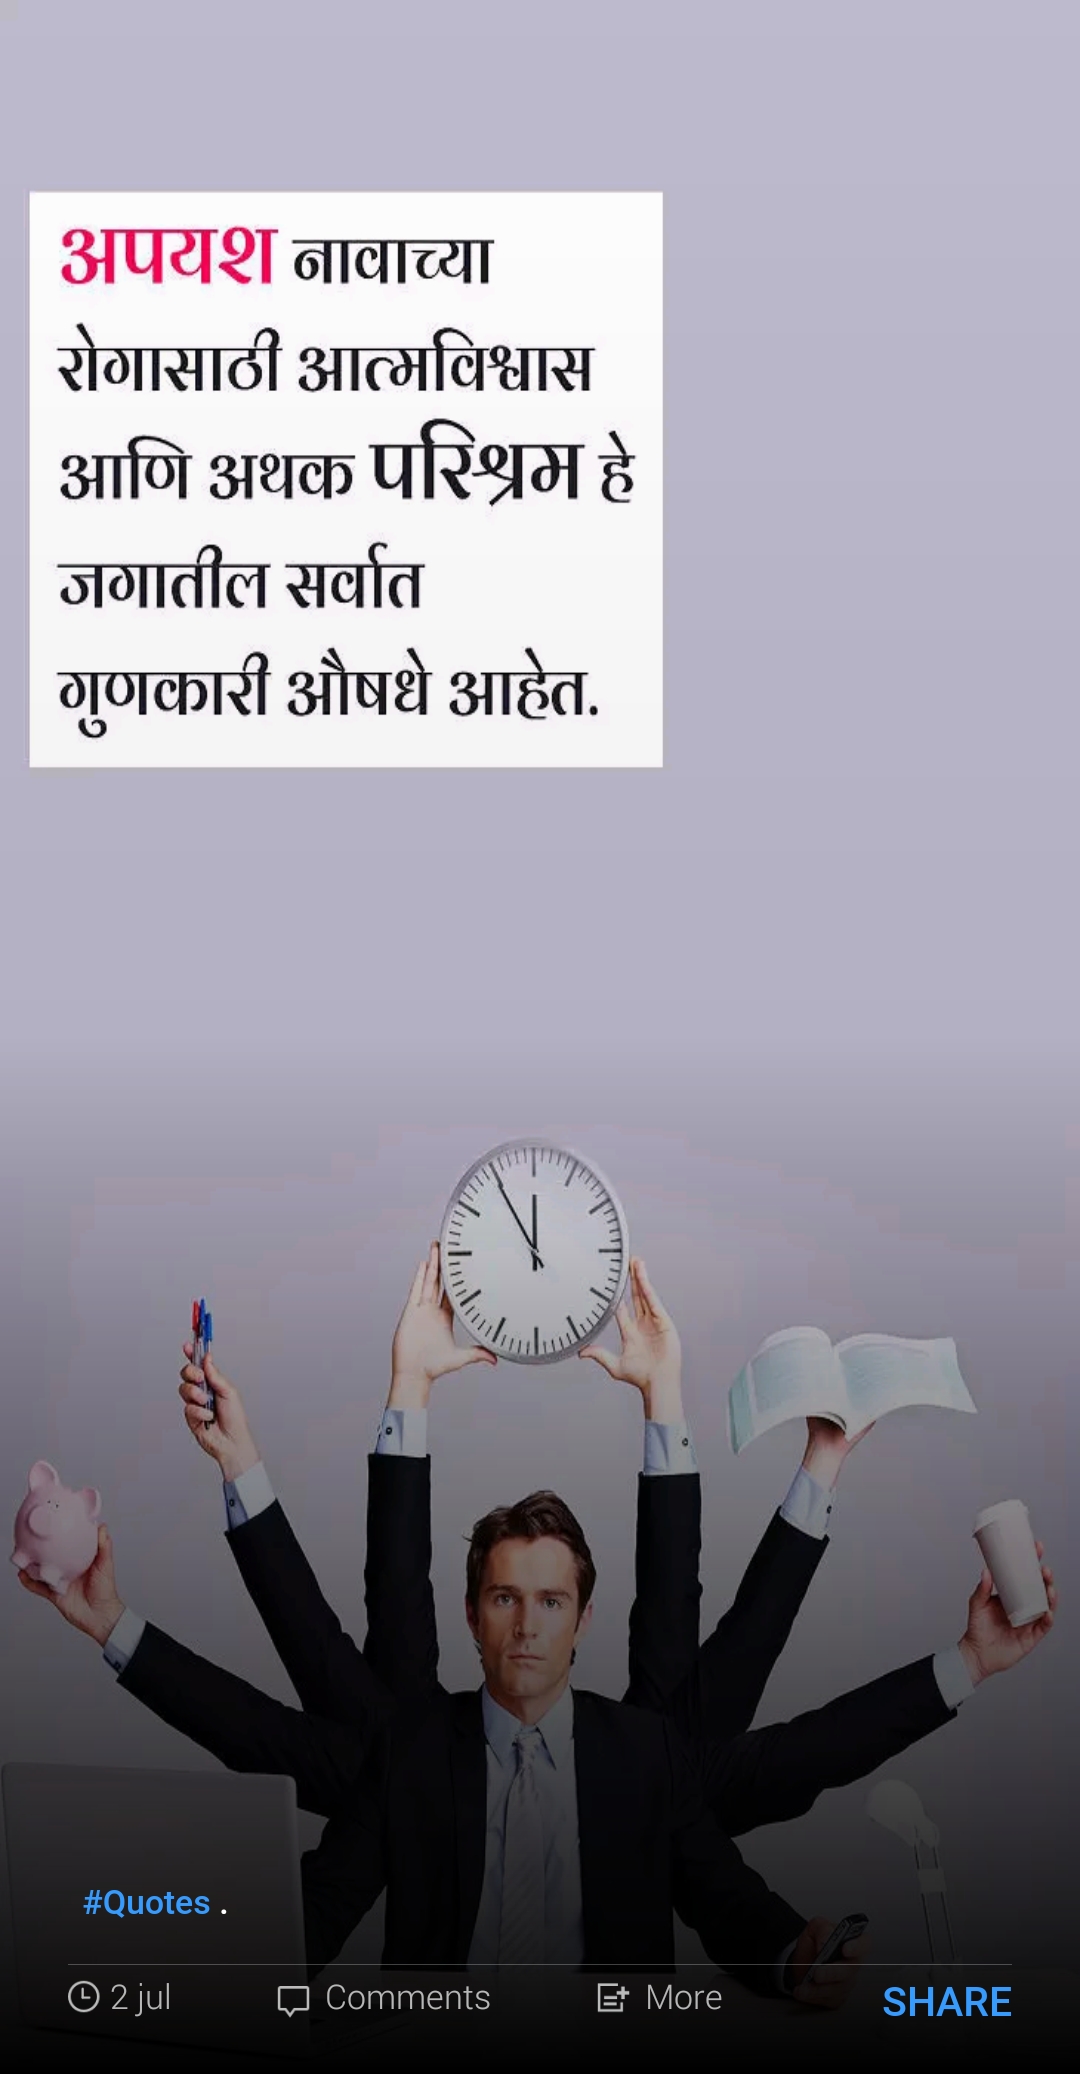 अपयश नावाच्या
रोगासाठी आत्मविश्वास
आणि अथक परिश्रम हे
जगातील सर्वात
गुणकारी औषधे आहेत.
#Quotes .
2 jul Comments More SHARE